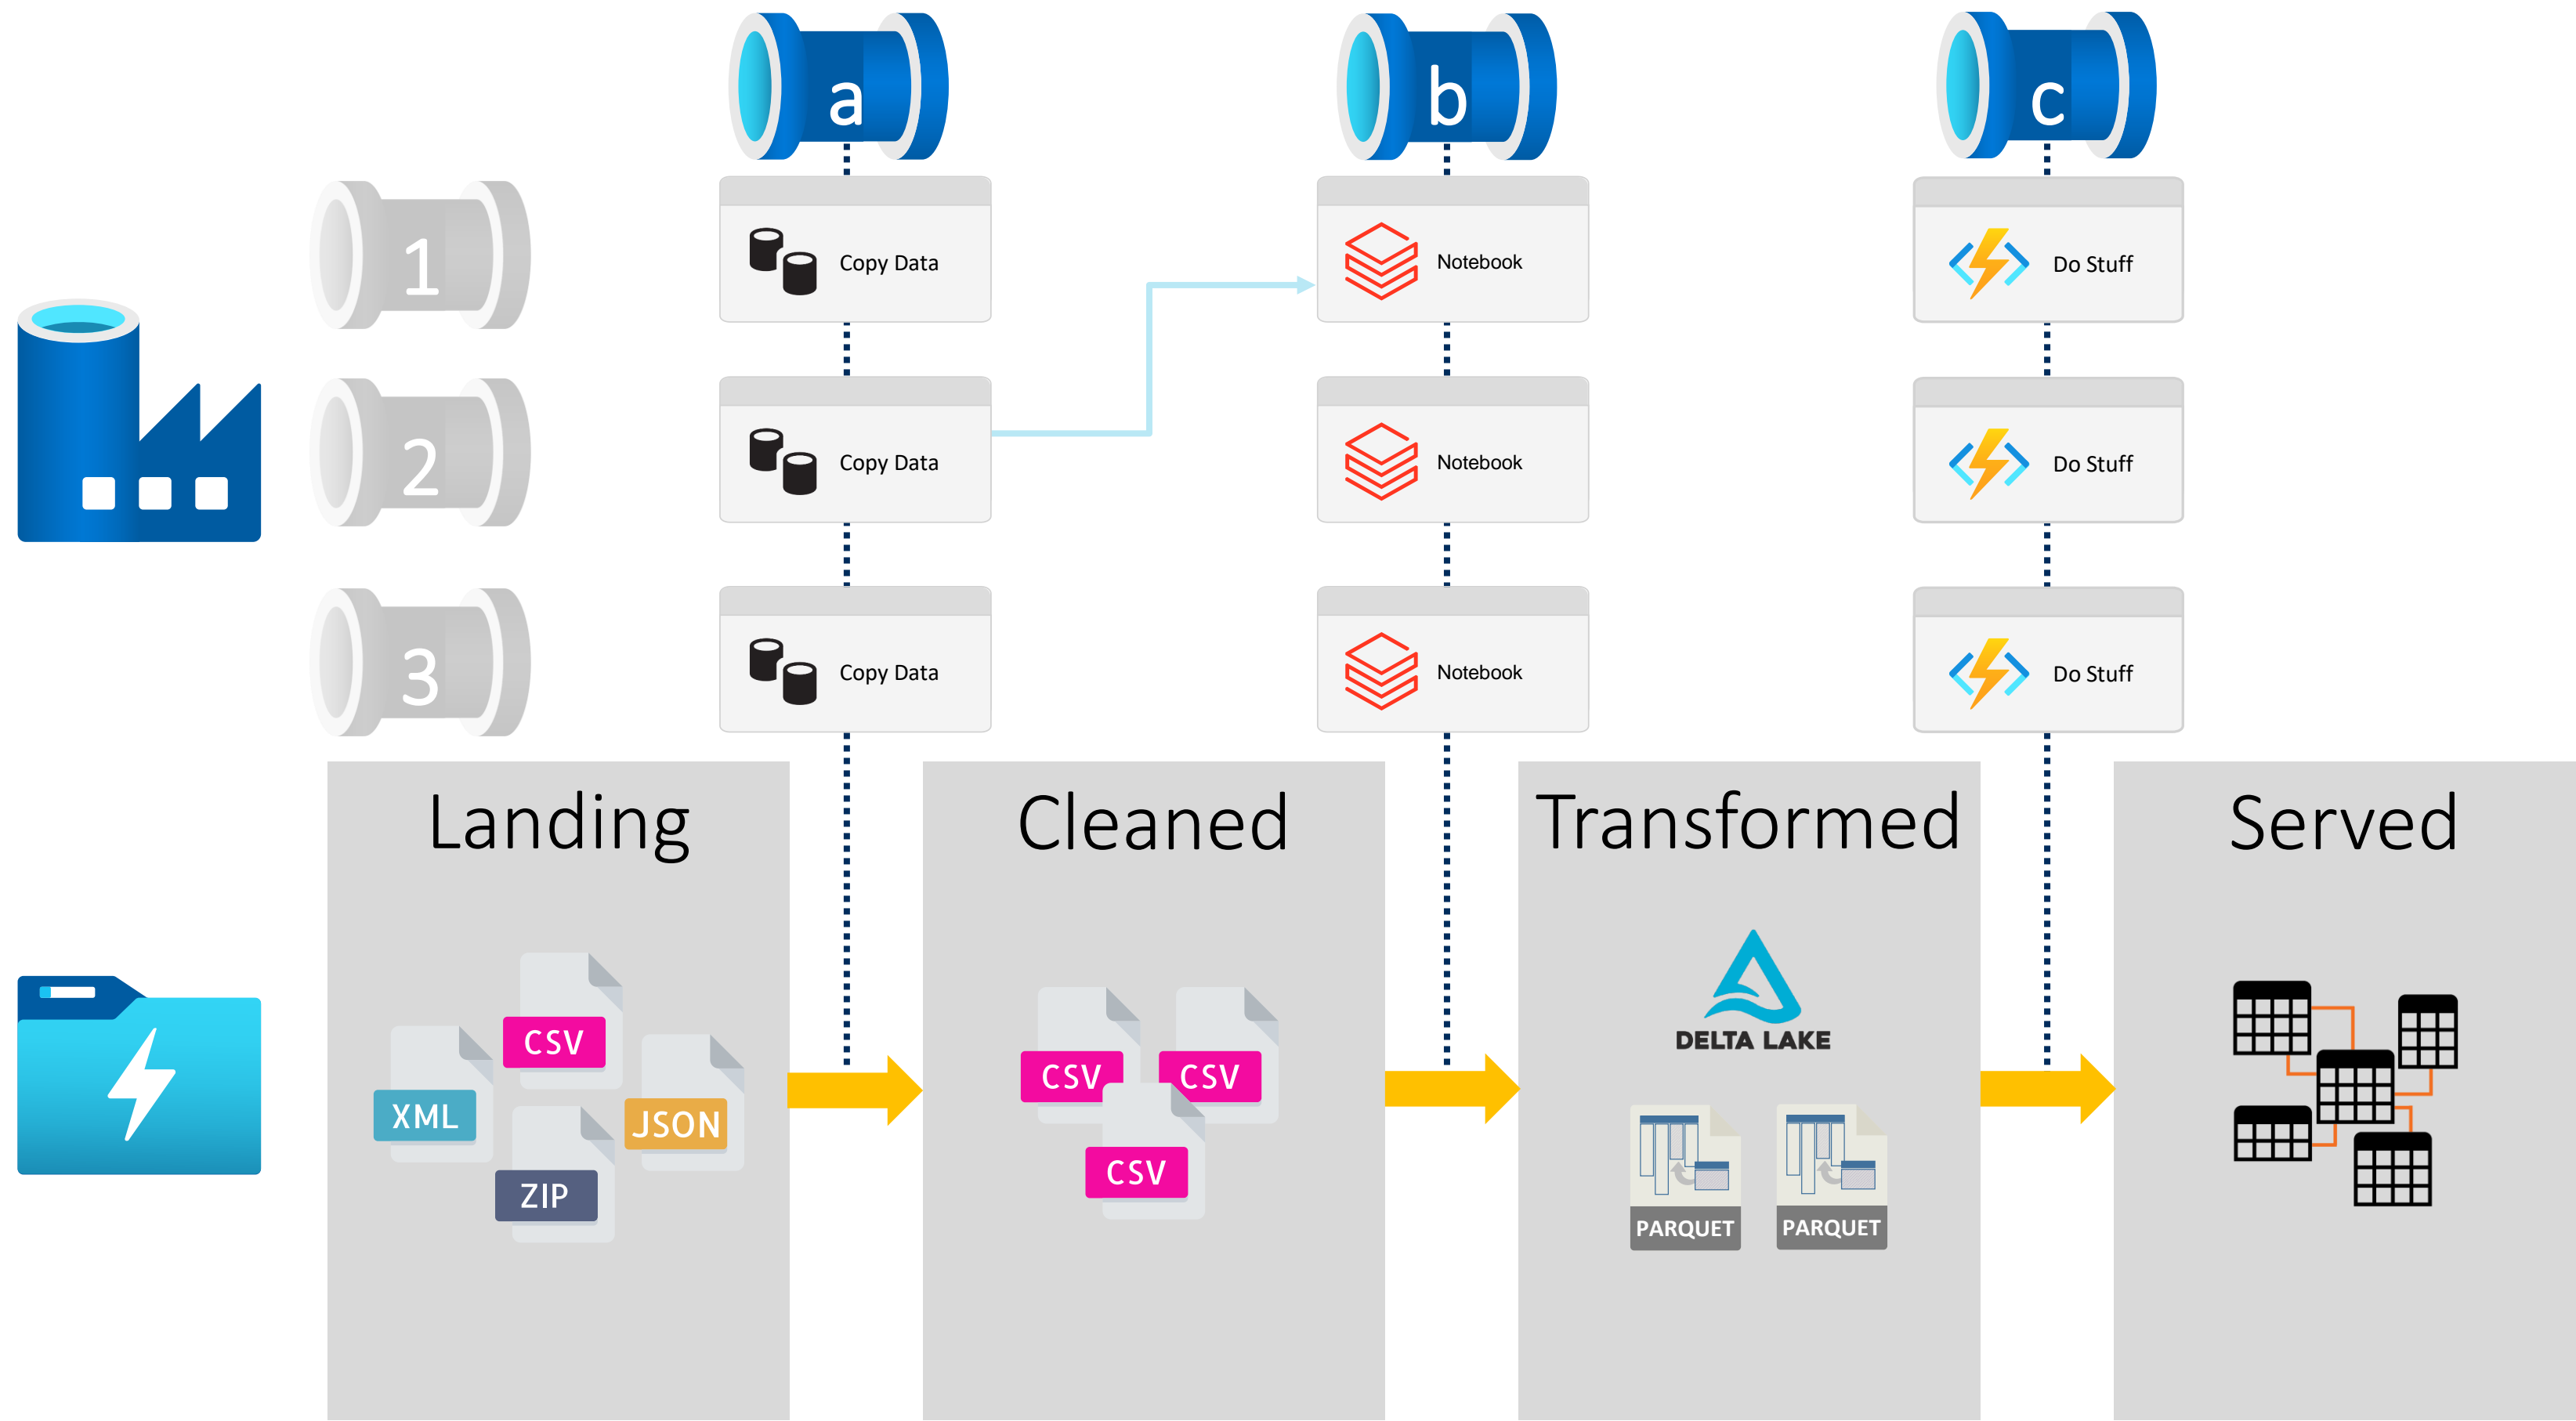 a
b
c
1
Copy Data
Notebook
Do Stuff
2
Copy Data
Notebook
Do Stuff
3
Copy Data
Notebook
Do Stuff
Landing
Cleaned
Transformed
Served
CSV
XML
JSON
ZIP
CSV
CSV
CSV
DELTA LAKE
PARQUET
PARQUET